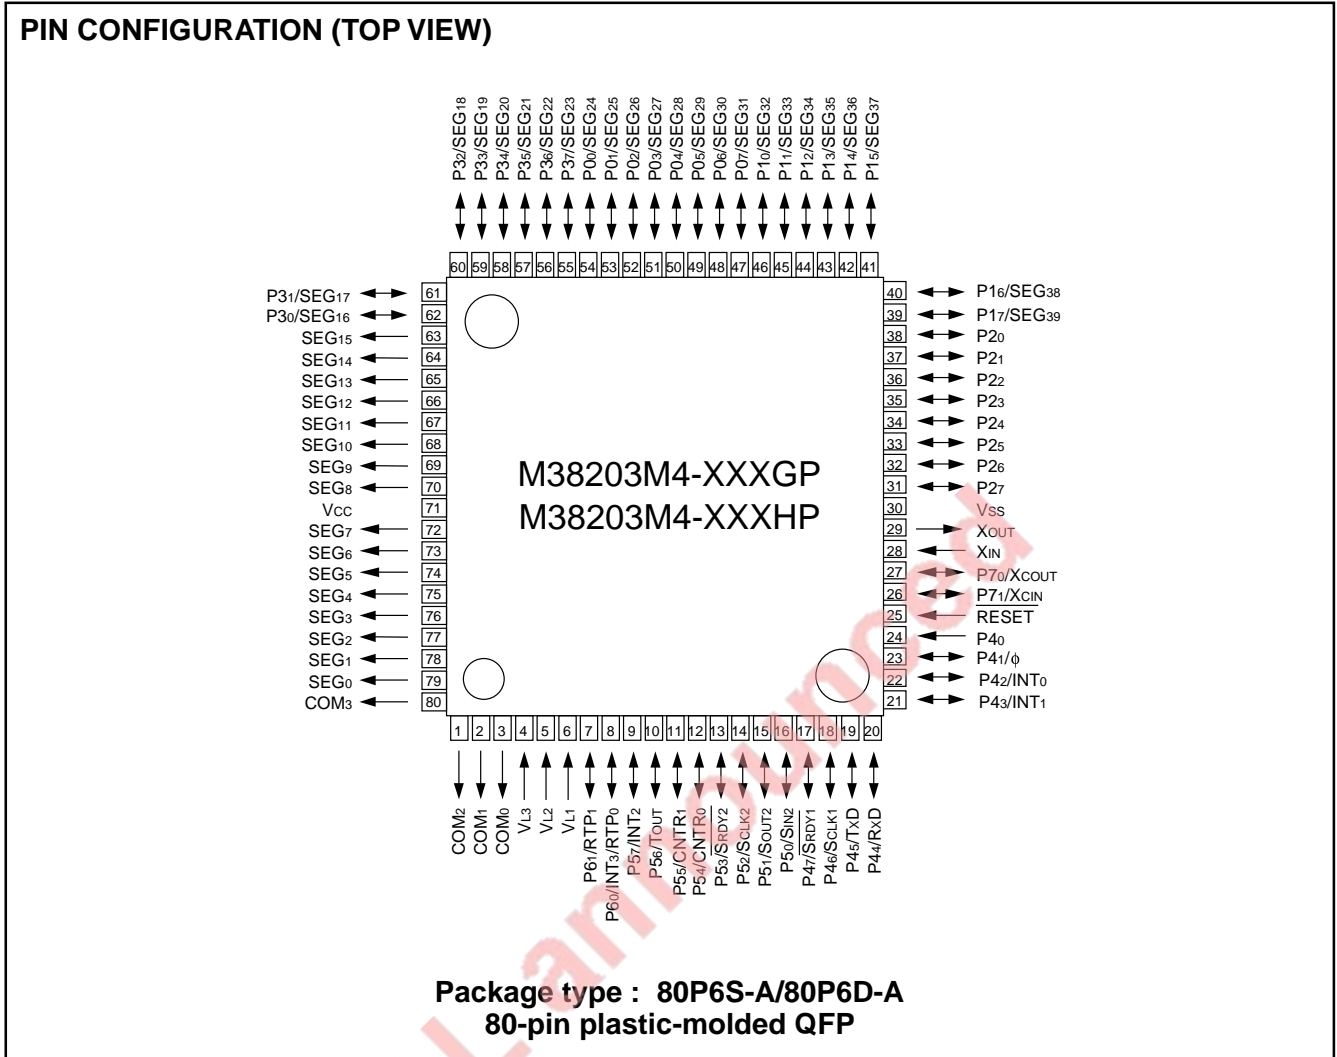 PIN CONFIGURATION (TOP VIEW)
P32/SEG18
P33/SEG19
P34/SEG20
P35/SEG21
P36/SEG22
P37/SEG23
P00/SEG24
P01/SEG25
P02/SEG26
P03/SEG27
P04/SEG28
P05/SEG29
P06/SEG30
P07/SEG31
P10/SEG32
P11/SEG33
P12/SEG34
P13/SEG35
P14/SEG36
P15/SEG37
60 59 58 57 56 55 54 53 52 51 50 49 48 47 46 45 44 43 42 41
P31/SEG17 61
P30/SEG16 62
SEG15 63
SEG14 64
SEG13 65
SEG12 66
SEG11 67
SEG10 68
SEG9 69
SEG8 70
VCC 71
SEG7 72
SEG6 73
SEG5 74
SEG4 75
SEG3 76
SEG2 77
SEG1 78
SEG0 79
COM3 80
M38203M4-XXXGP
M38203M4-XXXHP
40 P16/SEG38
39 P17/SEG39
38 P20
37 P21
36 P22
35 P23
34 P24
33 P25
32 P26
31 P27
30 VSS
29 XOUT
28 XIN
27 P70/XCOUT
26 P71/XCIN
25 RESET
24 P40
23 P41/ϕ
22 P42/INT0
21 P43/INT1
1 2 3 4 5 6 7 8 9 10 11 12 13 14 15 16 17 18 19 20
COM2
COM1
COM0
VL3
VL2
VL1
P61/RTP1
P60/INT3/RTP0
P57/INT2
P56/TOUT
P55/CNTR1
P54/CNTR0
P53/SRDY2
P52/SCLK2
P51/SOUT2
P50/SIN2
P47/SRDY1
P46/SCLK1
P45/TXD
P44/RXD
Package type : 80P6S-A/80P6D-A
80-pin plastic-molded QFP
announced